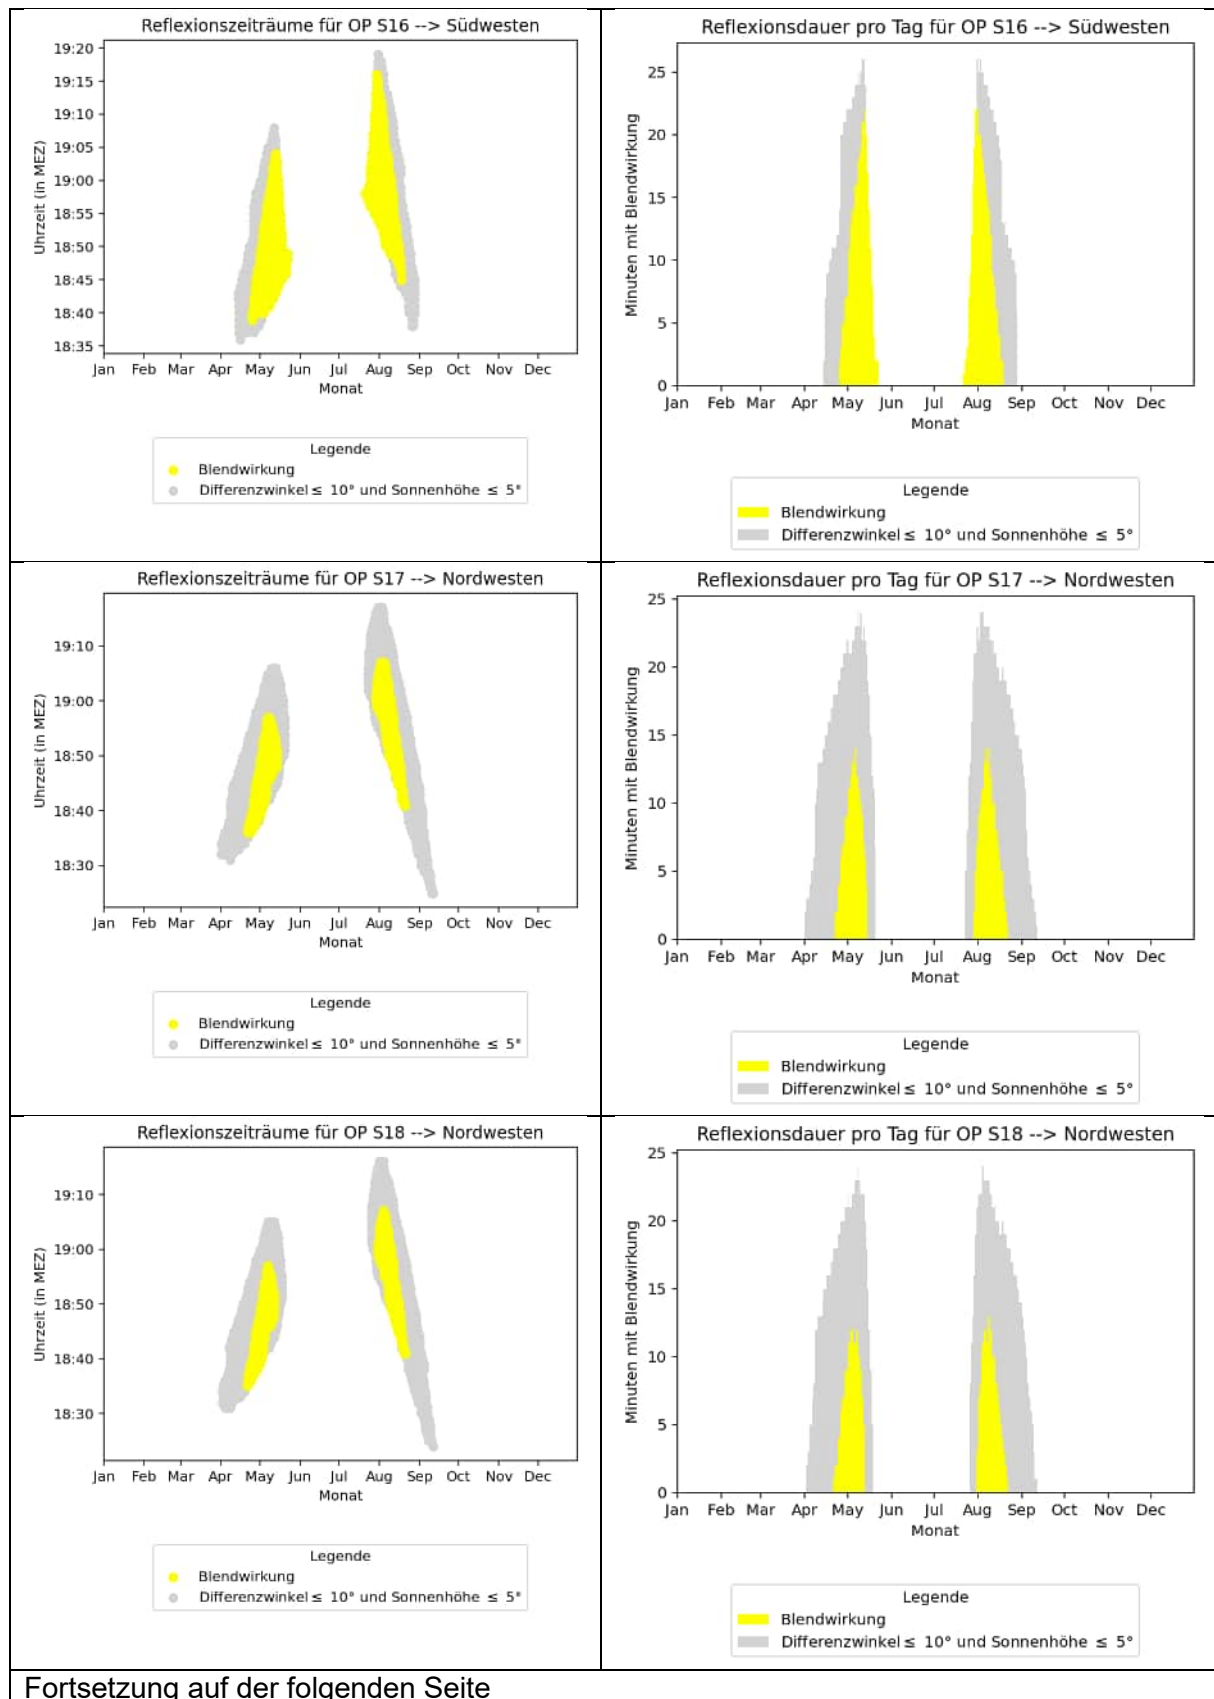 Reflexionszeiträume für OP S16 --> Südwesten
Uhrzeit (in MEZ)
19:20
19:15
19:10
19:05
19:00
18:55
18:50
18:45
18:40
18:35
Jan Feb Mar Apr May Jun Jul Aug Sep Oct Nov Dec
Monat
Legende
Blendwirkung
Differenzwinkel ≤ 10° und Sonnenhöhe ≤ 5°
Reflexionsdauer pro Tag für OP S16 --> Südwesten
Minuten mit Blendwirkung
25
20
15
10
5
0
Jan Feb Mar Apr May Jun Jul Aug Sep Oct Nov Dec
Monat
Legende
Blendwirkung
Differenzwinkel ≤ 10° und Sonnenhöhe ≤ 5°
Reflexionszeiträume für OP S17 --> Nordwesten
Uhrzeit (in MEZ)
19:10
19:00
18:50
18:40
18:30
Jan Feb Mar Apr May Jun Jul Aug Sep Oct Nov Dec
Monat
Legende
Blendwirkung
Differenzwinkel ≤ 10° und Sonnenhöhe ≤ 5°
Reflexionsdauer pro Tag für OP S17 --> Nordwesten
Minuten mit Blendwirkung
25
20
15
10
5
0
Jan Feb Mar Apr May Jun Jul Aug Sep Oct Nov Dec
Monat
Legende
Blendwirkung
Differenzwinkel ≤ 10° und Sonnenhöhe ≤ 5°
Reflexionszeiträume für OP S18 --> Nordwesten
Uhrzeit (in MEZ)
19:10
19:00
18:50
18:40
18:30
Jan Feb Mar Apr May Jun Jul Aug Sep Oct Nov Dec
Monat
Legende
Blendwirkung
Differenzwinkel ≤ 10° und Sonnenhöhe ≤ 5°
Reflexionsdauer pro Tag für OP S18 --> Nordwesten
Minuten mit Blendwirkung
25
20
15
10
5
0
Jan Feb Mar Apr May Jun Jul Aug Sep Oct Nov Dec
Monat
Legende
Blendwirkung
Differenzwinkel ≤ 10° und Sonnenhöhe ≤ 5°
Fortsetzung auf der folgenden Seite